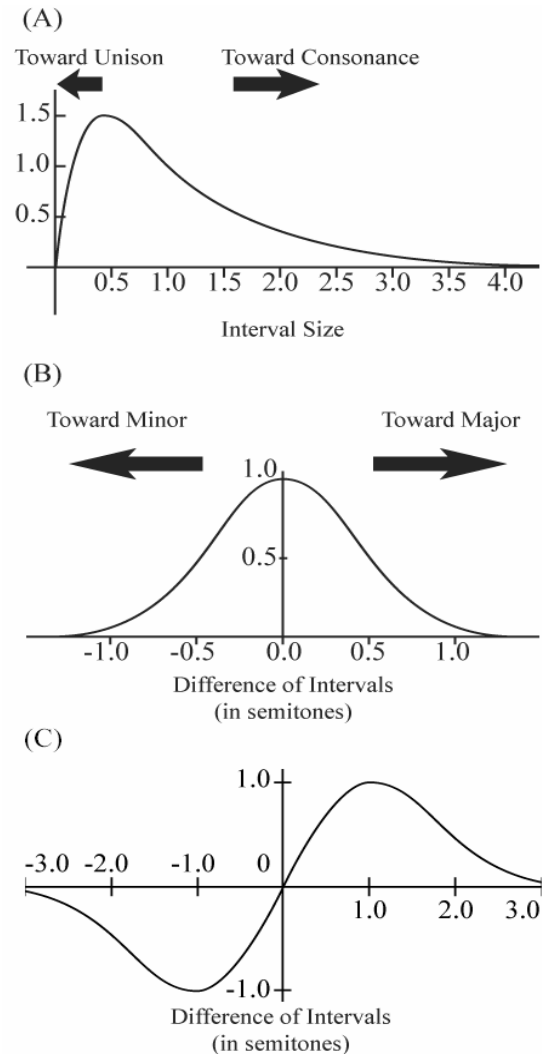 (A)
Toward Unison Toward Consonance
1.5
1.0
0.5
0.5 1.0 1.5 2.0 2.5 3.0 3.5 4.0
Interval Size
(B)
Toward Minor Toward Major
1.0
0.5
-1.0 -0.5 0.0 0.5 1.0
Difference of Intervals
(in semitones)
(C)
1.0
-3.0 -2.0 -1.0 0
1.0 2.0 3.0
-1.0
Difference of Intervals
(in semitones)